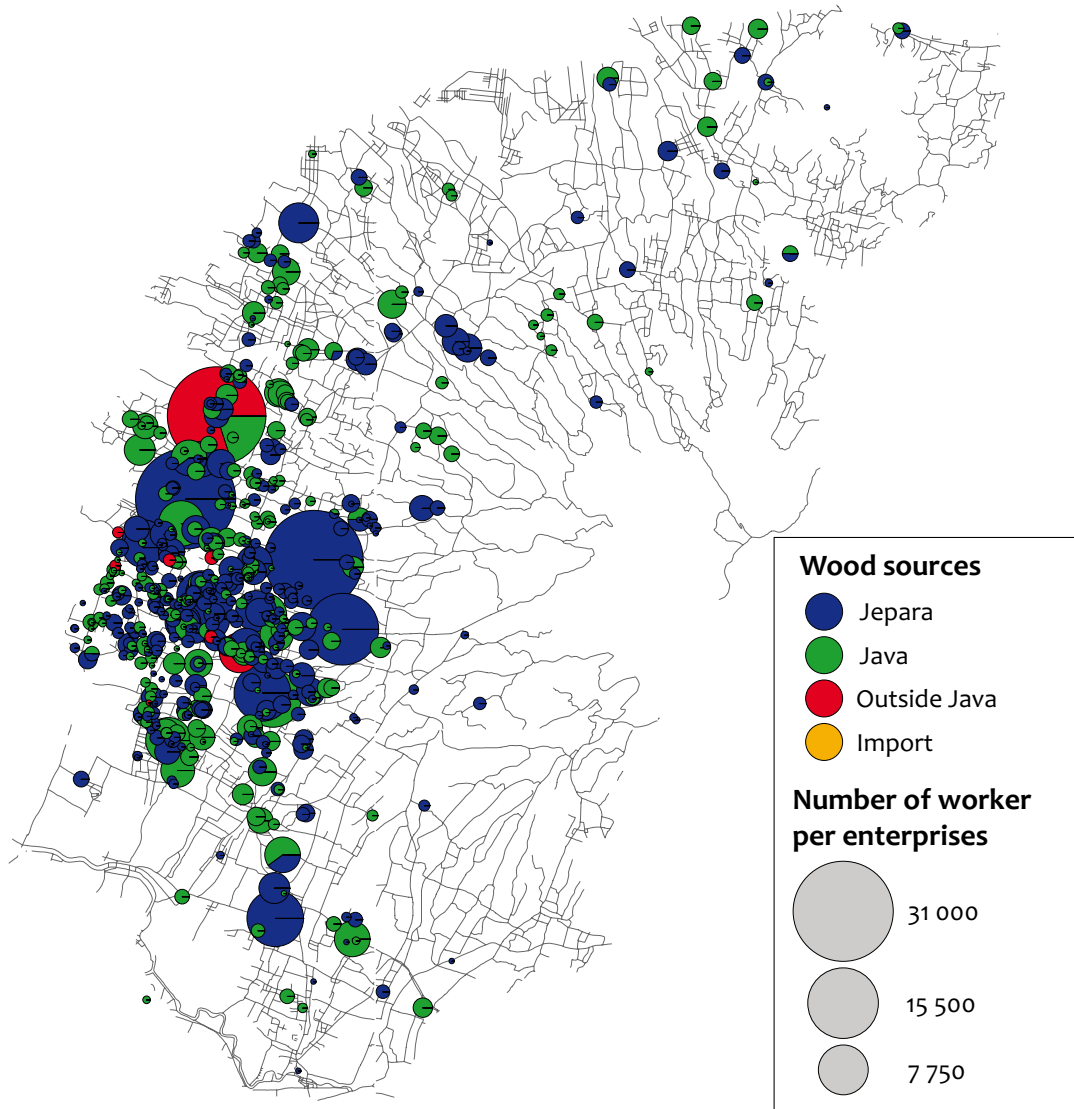 Wood sources
Jepara
Java
Outside Java
Import
Number of worker
per enterprises
31 000
15 500
7 750